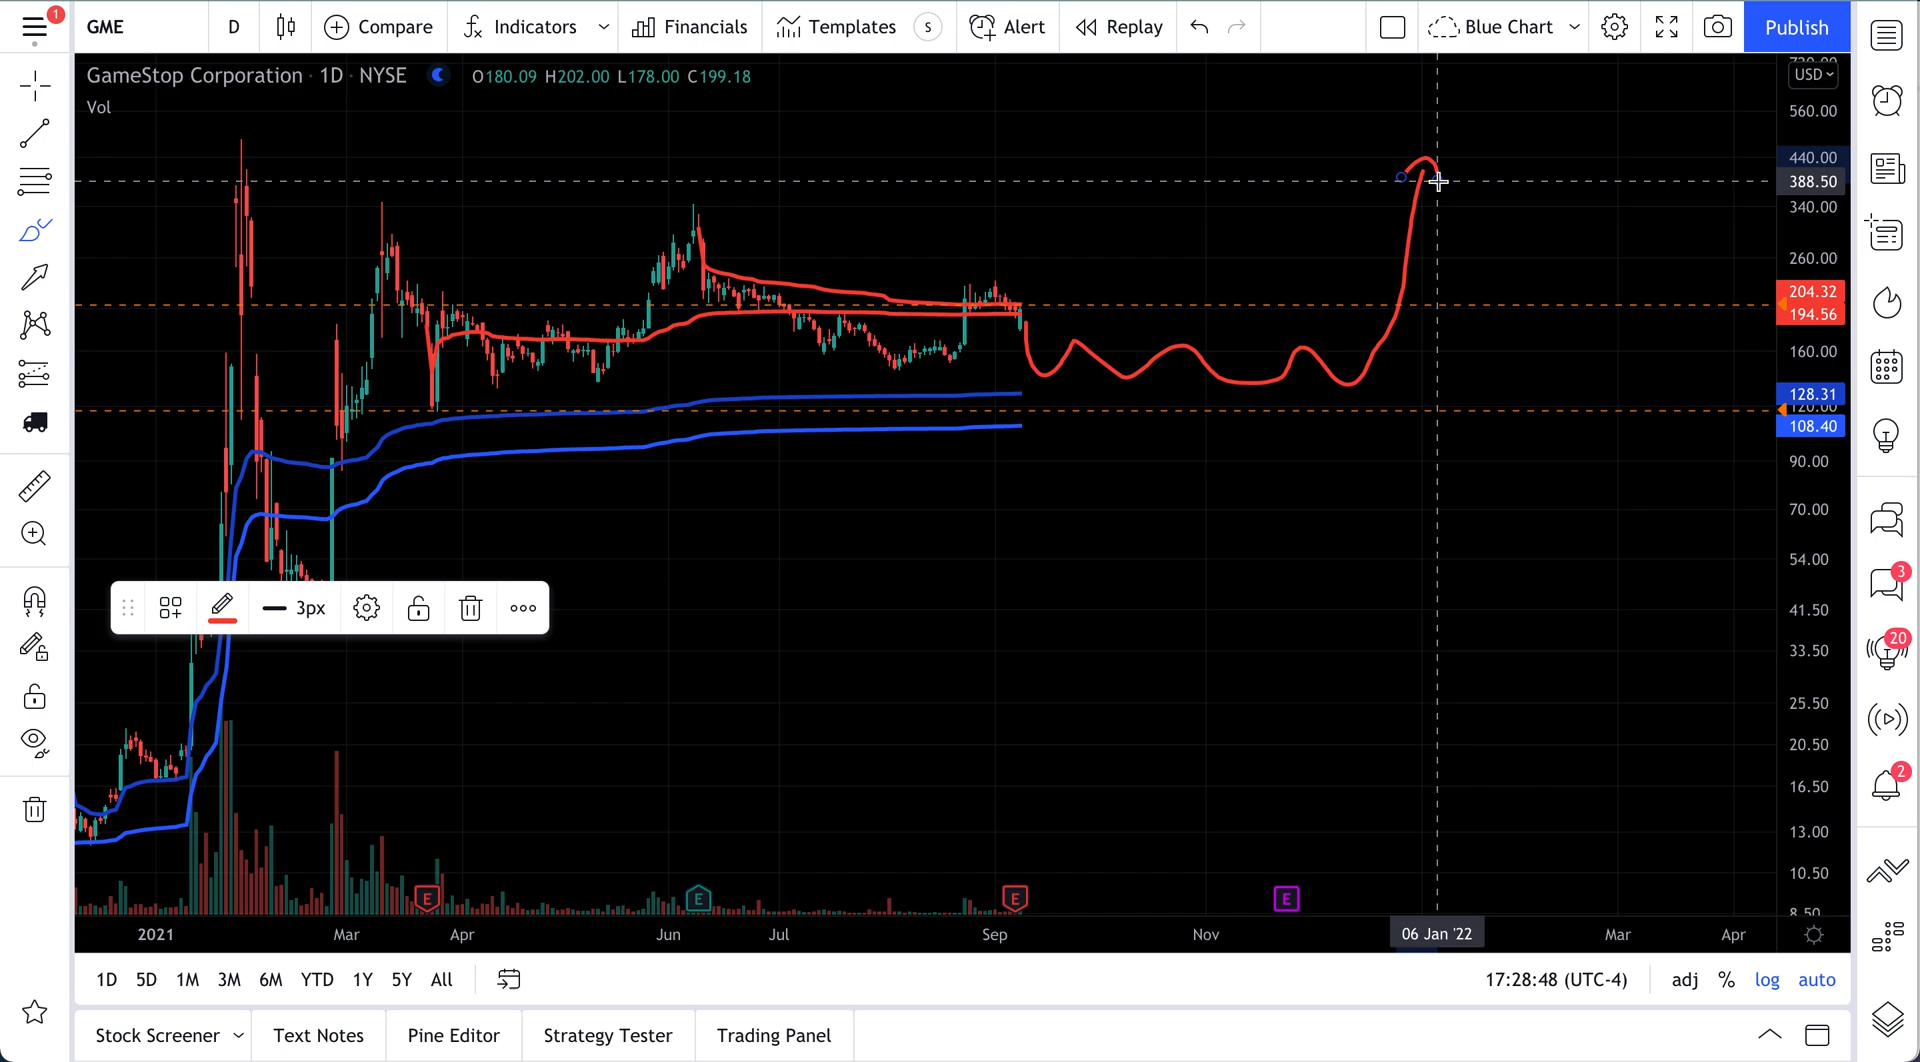 1
GME
D
Compare
Indicators
Financials
Templates
S
Alert
Replay
Blue Chart
Publish
GameStop Corporation · 1D · NYSE
O180.09 H202.00 L178.00 C199.18
Vol
USD
560.00
440.00
388.50
340.00
260.00
204.32
194.56
160.00
128.31
120.00
108.40
90.00
70.00
54.00
41.50
33.50
25.50
20.50
16.50
13.00
10.50
8.50
3px
E
E
E
E
2021
Mar
Apr
Jun
Jul
Sep
Nov
06 Jan '22
Mar
Apr
3
20
2
1D 5D 1M 3M 6M YTD 1Y 5Y All
17:28:48 (UTC-4)
adj % log auto
Stock Screener
Text Notes
Pine Editor
Strategy Tester
Trading Panel